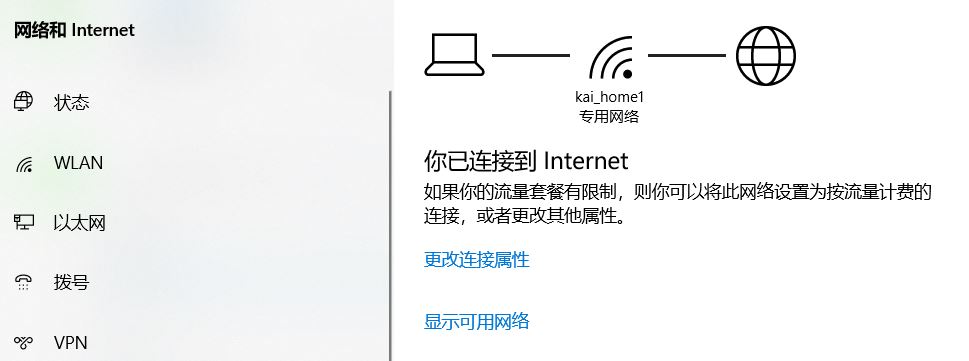 网络和 Internet
状态
WLAN
以太网
拨号
VPN
kai_home1
专用网络
你已连接到 Internet
如果你的流量套餐有限制，则你可以将此网络设置为按流量计费的
连接，或者更改其他属性。
更改连接属性
显示可用网络